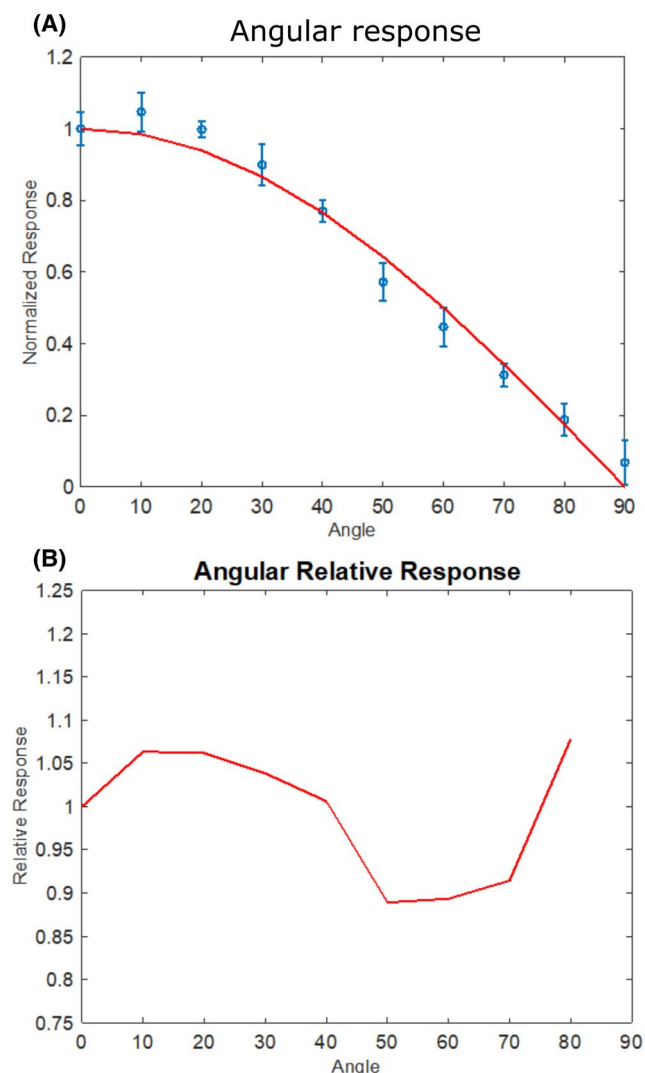 (A)
Angular response
1.2
1
0.8
0.6
0.4
0.2
0
Normalized Response
0 10 20 30 40 50 60 70 80 90
Angle
(B)
Angular Relative Response
1.25
1.2
1.15
1.1
1.05
1
0.95
0.9
0.85
0.8
0.75
Relative Response
0 10 20 30 40 50 60 70 80 90
Angle